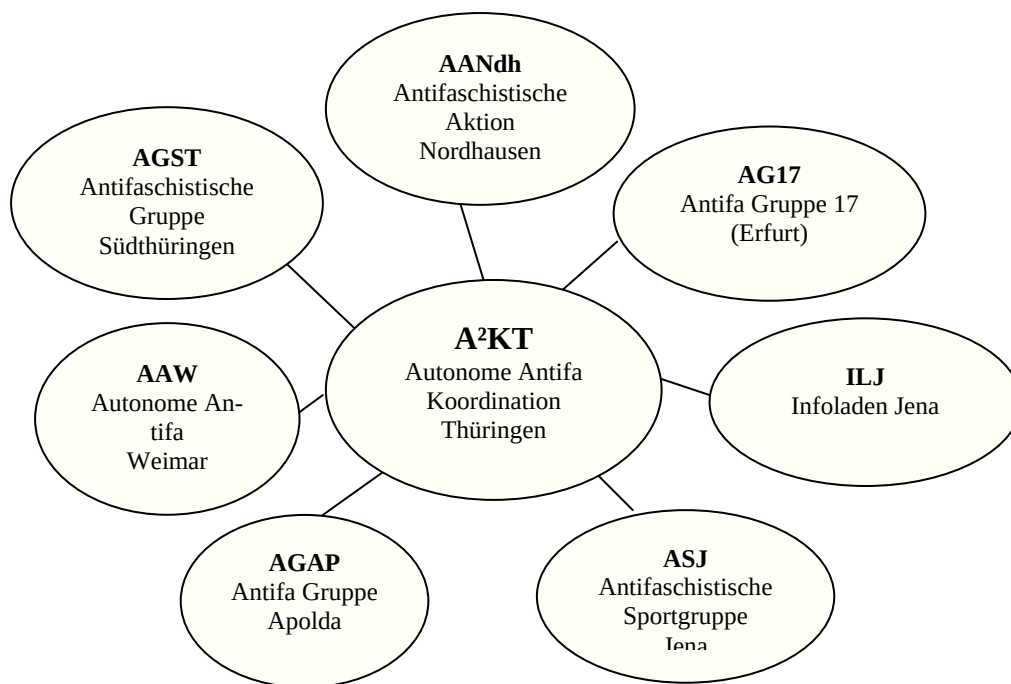 AANdh
Antifaschistische
Aktion
Nordhausen
AGST
Antifaschistische
Gruppe
Südthüringen
AG17
Antifa Gruppe 17
(Erfurt)
A²KT
Autonome Antifa
Koordination
Thüringen
AAW
Autonome An-
tifa
Weimar
ILJ
Infoladen Jena
AGAP
Antifa Gruppe
Apolda
ASJ
Antifaschistische
Sportgruppe
Jena